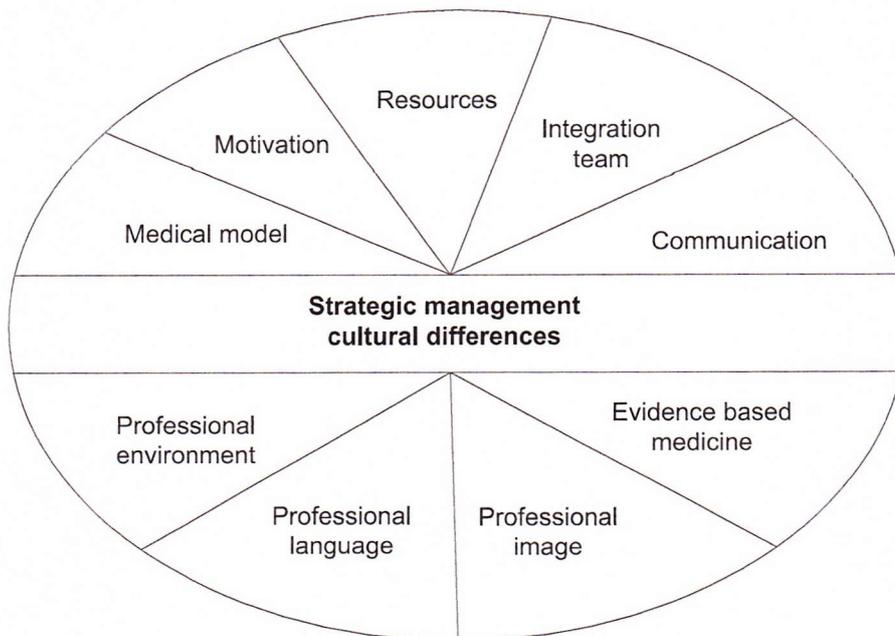 Resources
Motivation
Integration
team
Medical model
Communication
Strategic management
cultural differences
Professional
environment
Evidence based
medicine
Professional
language
Professional
image